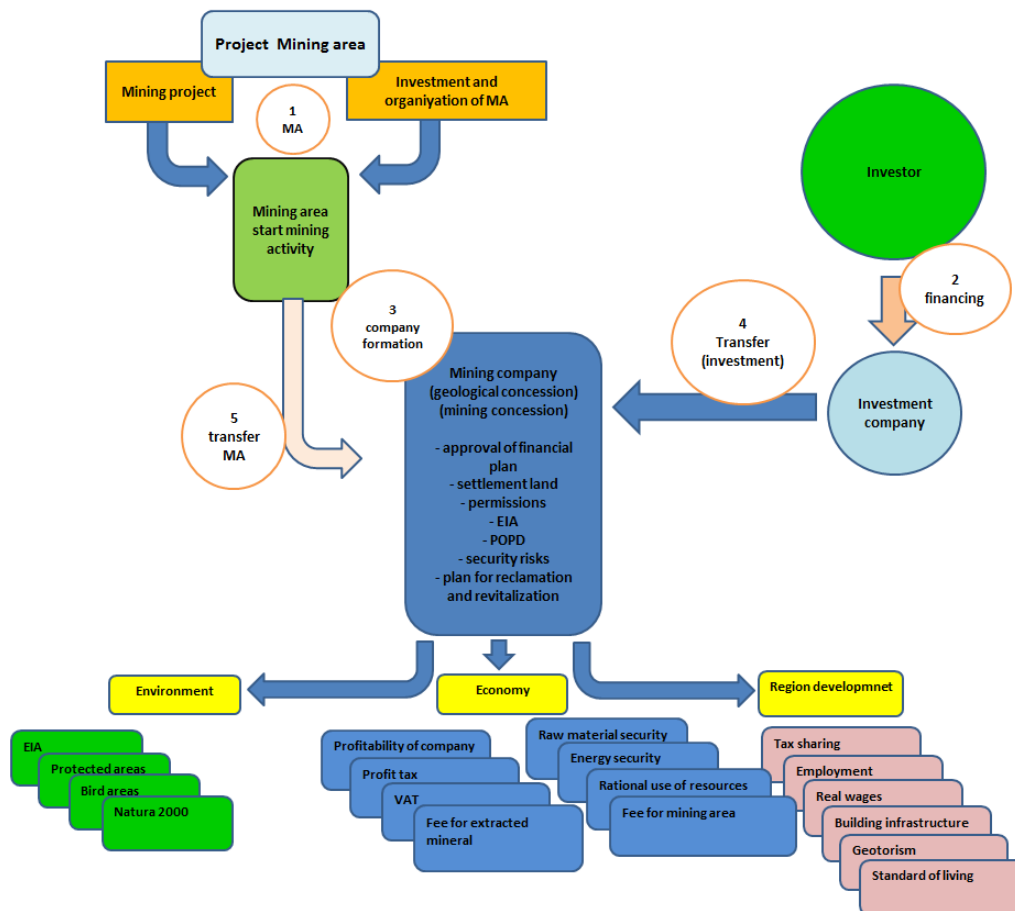 Project Mining area
Mining project
Investment and
organiyation of MA
1
MA
Mining area
start mining
activity
Investor
2
financing
3
company
formation
4
Transfer
(investment)
Investment
company
5
transfer
MA
Mining company
(geological concession)
(mining concession)
- approval of financial
plan
- settlement land
- permissions
- EIA
- POPD
- security risks
- plan for reclamation
and revitalization
Environment
Economy
Region developmnet
EIA
Protected areas
Bird areas
Natura 2000
Profitability of company
Profit tax
VAT
Fee for extracted
mineral
Raw material security
Energy security
Rational use of resources
Fee for mining area
Tax sharing
Employment
Real wages
Building infrastructure
Geotorism
Standard of living